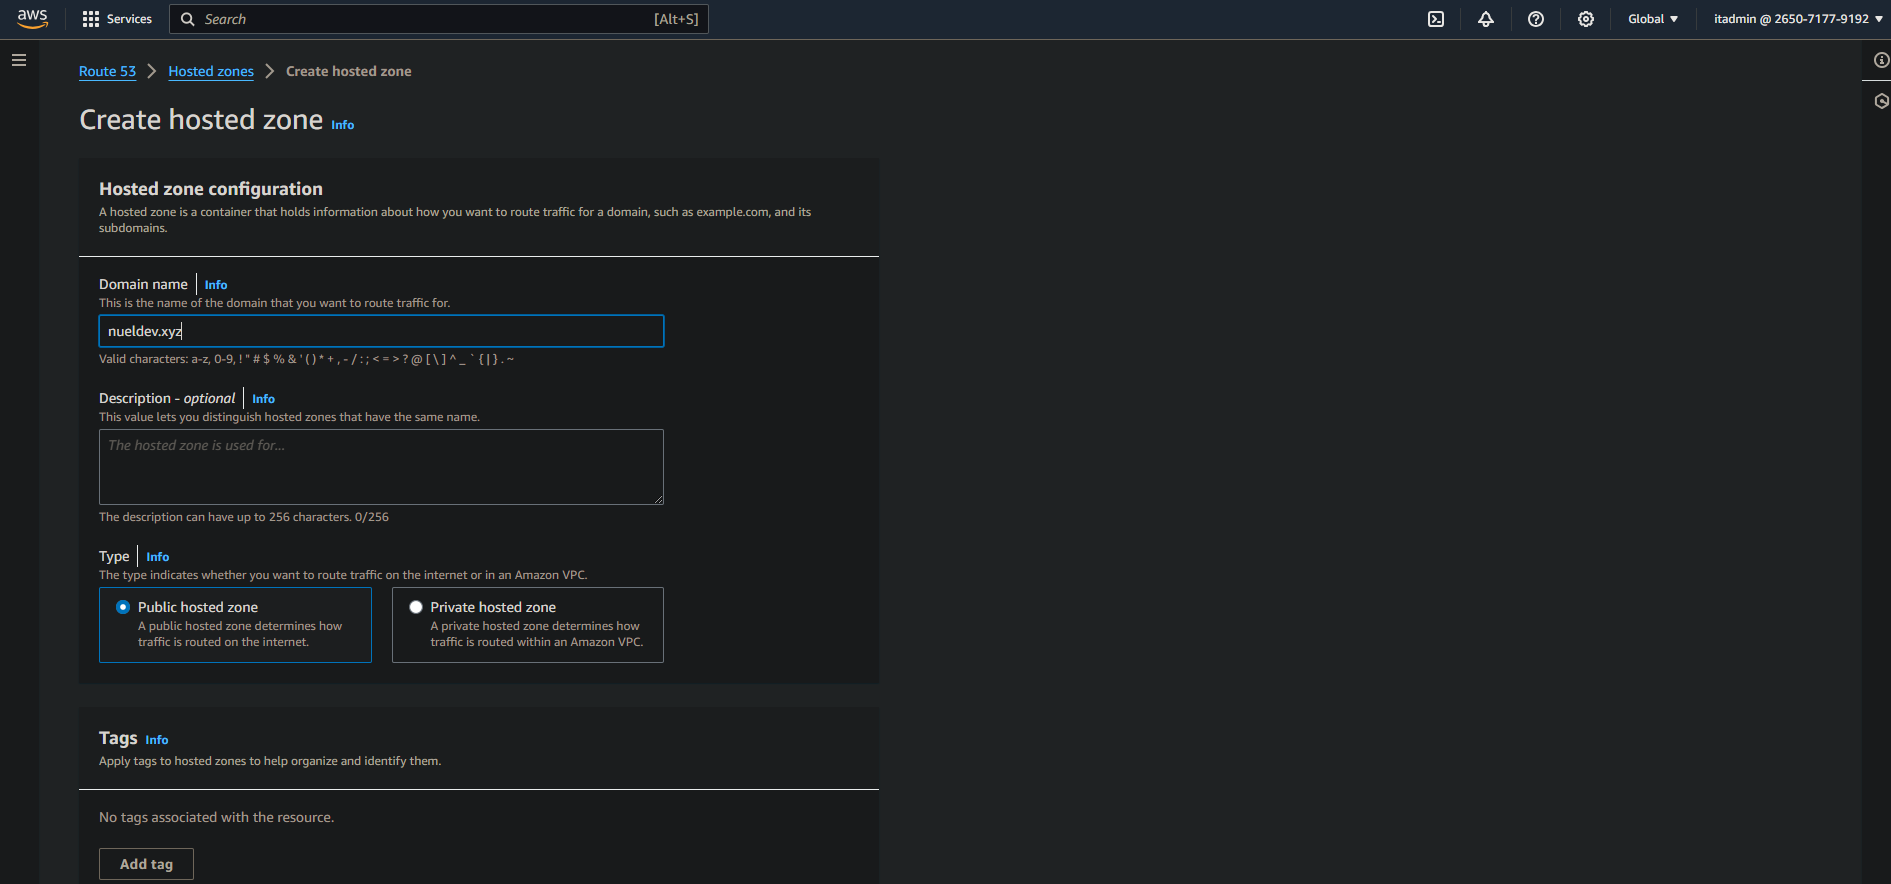 aws
Services
Search
[Alt+S]
Global
itadmin @ 2650-7177-9192
Route 53
Hosted zones
Create hosted zone
Create hosted zone Info
Hosted zone configuration
A hosted zone is a container that holds information about how you want to route traffic for a domain, such as example.com, and its
subdomains.
Domain name Info
This is the name of the domain that you want to route traffic for.
nueldev.xyz
Valid characters: a-z, 0-9, ! " # $ % & ' ( ) * + , - / : ; < = > ? @ [ \ ] ^ _ ` { | } . ~
Description - optional Info
This value lets you distinguish hosted zones that have the same name.
The hosted zone is used for...
The description can have up to 256 characters. 0/256
Type Info
The type indicates whether you want to route traffic on the internet or in an Amazon VPC.
Public hosted zone
A public hosted zone determines how
traffic is routed on the internet.
Private hosted zone
A private hosted zone determines how
traffic is routed within an Amazon VPC.
Tags Info
Apply tags to hosted zones to help organize and identify them.
No tags associated with the resource.
Add tag